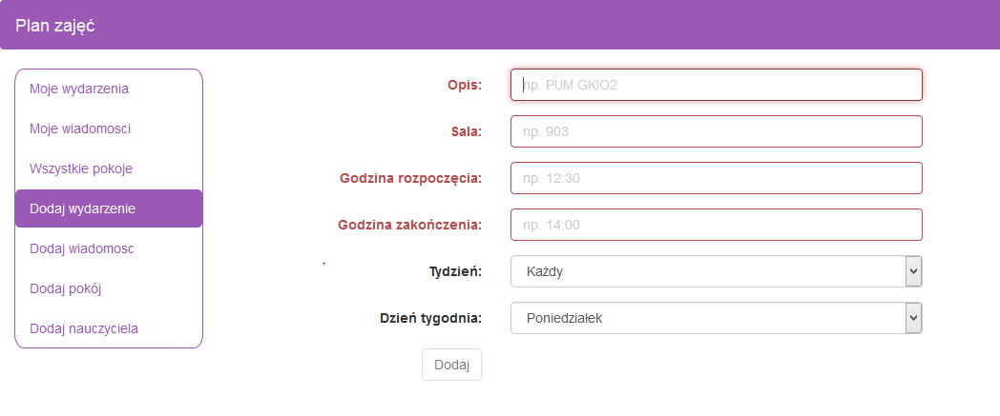 Plan zajęć
Moje wydarzenia
Moje wiadomosci
Wszystkie pokoje
Dodaj wydarzenie
Dodaj wiadomosc
Dodaj pokój
Dodaj nauczyciela
Opis: np. PUM GKIO2
Sala: np. 903
Godzina rozpoczęcia: np. 12:30
Godzina zakończenia: np. 14:00
Tydzień: Każdy
Dzień tygodnia: Poniedziałek
Dodaj